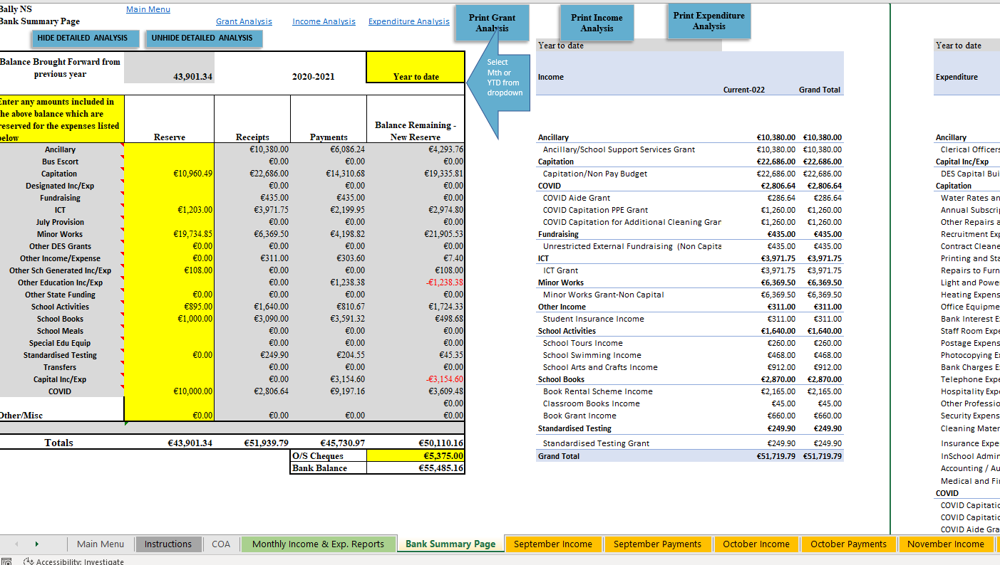 Bally NS
Main Menu
Bank Summary Page
Grant Analysis Income Analysis Expenditure Analysis
HIDE DETAILED ANALYSIS UNHIDE DETAILED ANALYSIS
Print Grant Analysis
Print Income Analysis
Print Expenditure Analysis
Select
Mth or
YTD from
dropdown
Balance Brought Forward from
previous year 43,901.34 2020-2021 Year to date
Enter any amounts included in
the above balance which are
reserved for the expenses listed
below
Reserve Receipts Payments Balance Remaining - New Reserve
Ancillary €10,380.00 €6,086.24 €4,293.76
Bus Escort €0.00 €0.00 €0.00
Capitation €10,960.49 €22,686.00 €14,310.68 €19,335.81
Designated Inc/Exp €0.00 €0.00 €0.00
Fundraising €435.00 €435.00 €0.00
ICT €1,203.00 €3,971.75 €2,199.95 €2,974.80
July Provision €0.00 €0.00 €0.00
Minor Works €19,734.85 €6,369.50 €4,198.82 €21,905.53
Other DES Grants €0.00 €0.00 €0.00 €0.00
Other Income/Expense €0.00 €311.00 €303.60 €7.40
Other Sch Generated Inc/Exp €108.00 €0.00 €0.00 €108.00
Other Education Inc/Exp €0.00 €1,238.38 -€1,238.38
Other State Funding €0.00 €0.00 €0.00 €0.00
School Activities €895.00 €1,640.00 €810.67 €1,724.33
School Books €1,000.00 €3,090.00 €3,591.32 €498.68
School Meals €0.00 €0.00 €0.00
Special Edu Equip €0.00 €0.00 €0.00
Standardised Testing €0.00 €249.90 €204.55 €45.35
Transfers €0.00 €0.00 €0.00
Capital Inc/Exp €0.00 €3,154.60 -€3,154.60
COVID €10,000.00 €2,806.64 €9,197.16 €3,609.48
€0.00
Other/Misc €0.00 €0.00 €0.00 €0.00
Totals €43,901.34 €51,939.79 €45,730.97 €50,110.16
O/S Cheques €5,375.00
Bank Balance €55,485.16
Year to date
Income
Current-022 Grand Total
Ancillary €10,380.00 €10,380.00
Ancillary/School Support Services Grant €10,380.00 €10,380.00
Capitation €22,686.00 €22,686.00
Capitation/Non Pay Budget €22,686.00 €22,686.00
COVID €2,806.64 €2,806.64
COVID Aide Grant €286.64 €286.64
COVID Capitation PPE Grant €1,260.00 €1,260.00
COVID Capitation for Additional Cleaning Grar €1,260.00 €1,260.00
Fundraising €435.00 €435.00
Unrestricted External Fundraising (Non Capita €435.00 €435.00
ICT €3,971.75 €3,971.75
ICT Grant €3,971.75 €3,971.75
Minor Works €6,369.50 €6,369.50
Minor Works Grant-Non Capital €6,369.50 €6,369.50
Other Income €311.00 €311.00
Student Insurance Income €311.00 €311.00
School Activities €1,640.00 €1,640.00
School Tours Income €260.00 €260.00
School Swimming Income €468.00 €468.00
School Arts and Crafts Income €912.00 €912.00
School Books €2,870.00 €2,870.00
Book Rental Scheme Income €2,165.00 €2,165.00
Classroom Books Income €45.00 €45.00
Book Grant Income €660.00 €660.00
Standardised Testing €249.90 €249.90
Standardised Testing Grant €249.90 €249.90
Grand Total €51,719.79 €51,719.79
Year to date
Expenditure
Ancillary
Clerical Officers
Capital Inc/Exp
DES Capital Bui
Capitation
Water Rates an
Annual Subscrip
Other Repairs a
Recruitment Exp
Contract Cleane
Printing and Sta
Repairs to Furn
Light and Power
Heating Expens
Office Equipme
Bank Interest E
Staff Room Expe
Postage Expens
Photocopying Ex
Bank Charges E
Telephone Expe
Hospitality Expe
Other Professio
Security Expens
Cleaning Mater
Insurance Expe
InSchool Admin
Accounting / Au
Medical and Fi
COVID
COVID Capitatio
COVID Capitatio
COVID Aide Gra
Main Menu Instructions COA Monthly Income & Exp. Reports Bank Summary Page September Income September Payments October Income October Payments November Income
Accessibility: Investigate